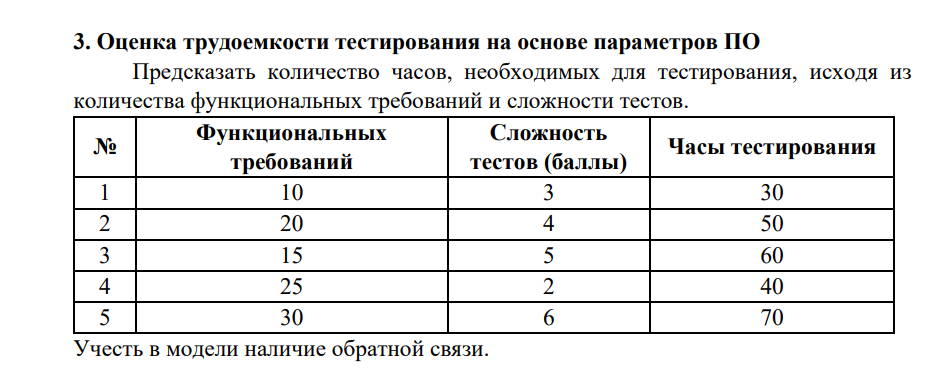 3. Оценка трудоемкости тестирования на основе параметров ПО
Предсказать количество часов, необходимых для тестирования, исходя из
количества функциональных требований и сложности тестов.
№ Функциональных требований Сложность тестов (баллы) Часы тестирования
1 10 3 30
2 20 4 50
3 15 5 60
4 25 2 40
5 30 6 70
Учесть в модели наличие обратной связи.